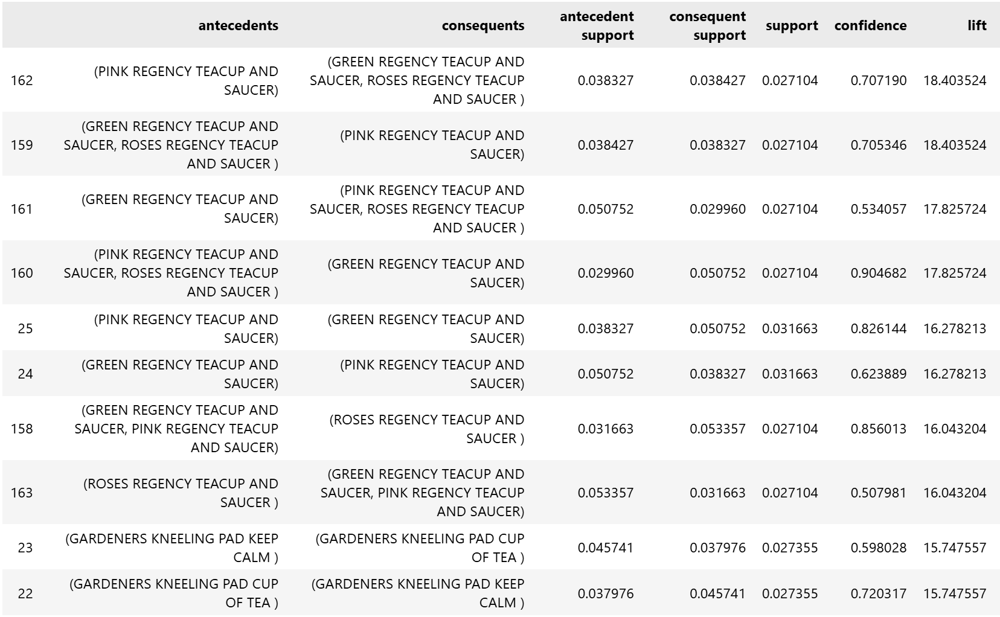 antecedents consequents antecedent support consequent support support confidence lift
162 (PINK REGENCY TEACUP AND SAUCER) (GREEN REGENCY TEACUP AND SAUCER, ROSES REGENCY TEACUP AND SAUCER ) 0.038327 0.038427 0.027104 0.707190 18.403524
159 (GREEN REGENCY TEACUP AND SAUCER, ROSES REGENCY TEACUP AND SAUCER ) (PINK REGENCY TEACUP AND SAUCER) 0.038427 0.038327 0.027104 0.705346 18.403524
161 (GREEN REGENCY TEACUP AND SAUCER) (PINK REGENCY TEACUP AND SAUCER, ROSES REGENCY TEACUP AND SAUCER ) 0.050752 0.029960 0.027104 0.534057 17.825724
160 (PINK REGENCY TEACUP AND SAUCER, ROSES REGENCY TEACUP AND SAUCER ) (GREEN REGENCY TEACUP AND SAUCER) 0.029960 0.050752 0.027104 0.904682 17.825724
25 (PINK REGENCY TEACUP AND SAUCER) (GREEN REGENCY TEACUP AND SAUCER) 0.038327 0.050752 0.031663 0.826144 16.278213
24 (GREEN REGENCY TEACUP AND SAUCER) (PINK REGENCY TEACUP AND SAUCER) 0.050752 0.038327 0.031663 0.623889 16.278213
158 (GREEN REGENCY TEACUP AND SAUCER, PINK REGENCY TEACUP AND SAUCER) (ROSES REGENCY TEACUP AND SAUCER ) 0.031663 0.053357 0.027104 0.856013 16.043204
163 (ROSES REGENCY TEACUP AND SAUCER ) (GREEN REGENCY TEACUP AND SAUCER, PINK REGENCY TEACUP AND SAUCER) 0.053357 0.031663 0.027104 0.507981 16.043204
23 (GARDENERS KNEELING PAD KEEP CALM ) (GARDENERS KNEELING PAD CUP OF TEA ) 0.045741 0.037976 0.027355 0.598028 15.747557
22 (GARDENERS KNEELING PAD CUP OF TEA ) (GARDENERS KNEELING PAD KEEP CALM ) 0.037976 0.045741 0.027355 0.720317 15.747557